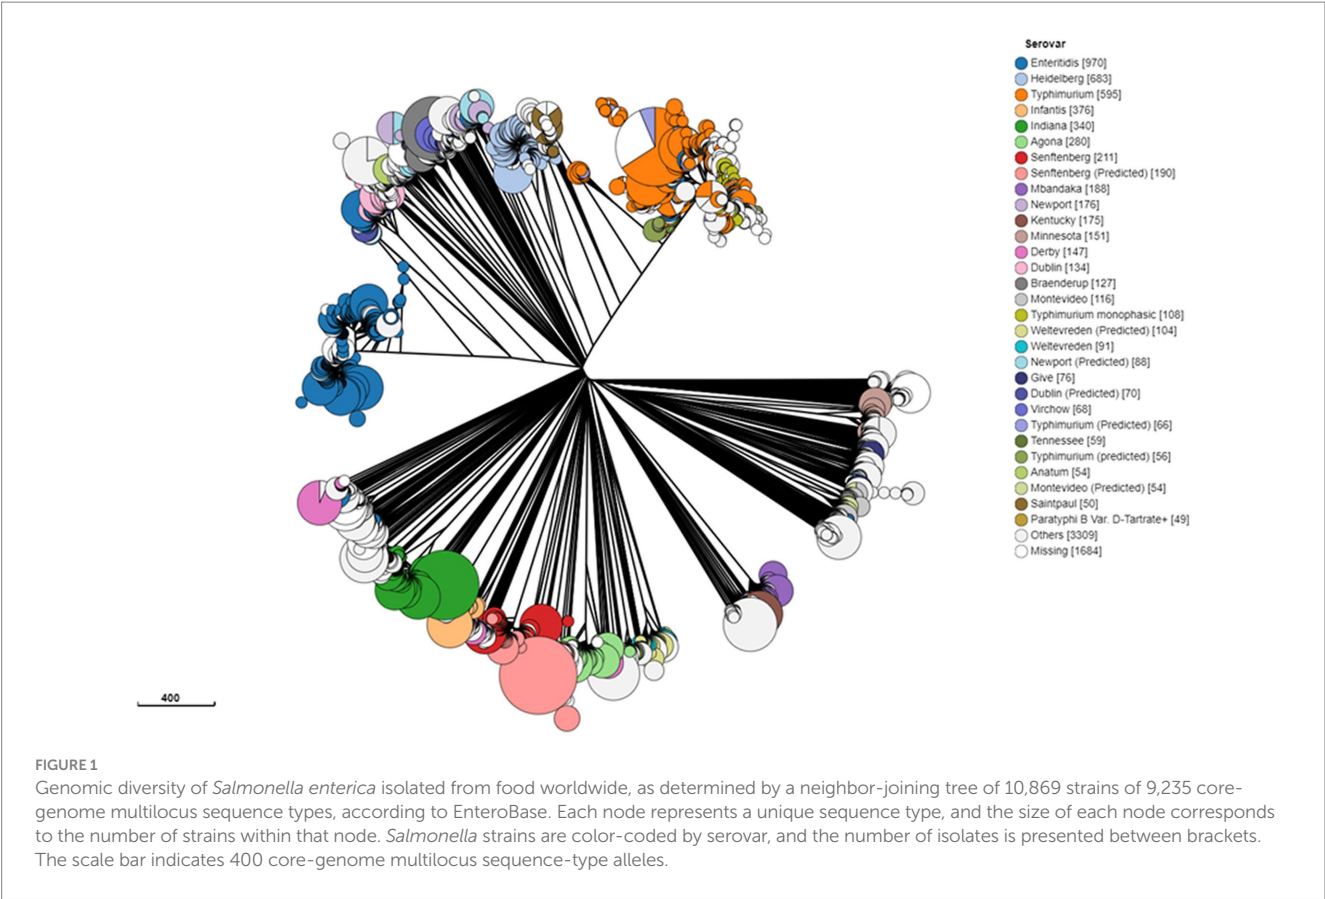 Serovar
Enteritidis [970]
Heidelberg [683]
Typhimurium [595]
Infantis [376]
Indiana [340]
Agona [280]
Senftenberg [211]
Senftenberg (Predicted) [190]
Mbandaka [188]
Newport [176]
Kentucky [175]
Minnesota [151]
Derby [147]
Dublin [134]
Braenderup [127]
Montevideo [116]
Typhimurium monophasic [108]
Weltevreden (Predicted) [104]
Weltevreden [91]
Newport (Predicted) [88]
Give [76]
Dublin (Predicted) [70]
Virchow [68]
Typhimurium (Predicted) [66]
Tennessee [59]
Typhimurium (predicted) [56]
Anatum [54]
Montevideo (Predicted) [54]
Saintpaul [50]
Paratyphi B Var. D-Tartrate+ [49]
Others [3309]
Missing [1684]
400
FIGURE 1
Genomic diversity of Salmonella enterica isolated from food worldwide, as determined by a neighbor-joining tree of 10,869 strains of 9,235 core-
genome multilocus sequence types, according to EnteroBase. Each node represents a unique sequence type, and the size of each node corresponds
to the number of strains within that node. Salmonella strains are color-coded by serovar, and the number of isolates is presented between brackets.
The scale bar indicates 400 core-genome multilocus sequence-type alleles.